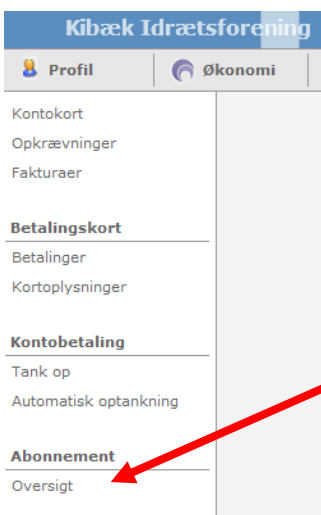 Kibæk Idrætsforening
Profil
Økonomi
Kontokort
Opkrævninger
Fakturaer
Betalingskort
Betalinger
Kortoplysninger
Kontobetaling
Tank op
Automatisk optankning
Abonnement
Oversigt